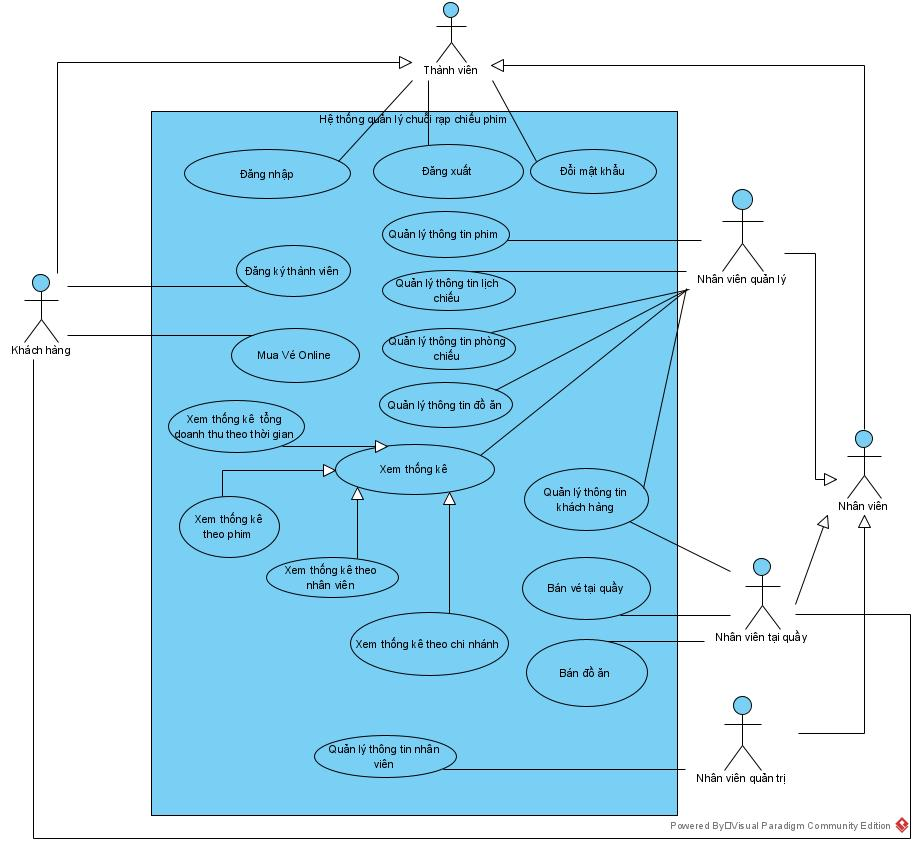 Thành viên
Hệ thống quản lý chuỗi rạp chiếu phim
Đăng nhập
Đăng xuất
Đổi mật khẩu
Quản lý thông tin phim
Nhân viên quản lý
Đăng ký thành viên
Quản lý thông tin lịch
chiếu
Khách hàng
Mua Vé Online
Quản lý thông tin phòng
chiếu
Quản lý thông tin đồ ăn
Xem thống kê tổng
doanh thu theo thời gian
Xem thống kê
Quản lý thông tin
khách hàng
Nhân viên
Xem thống kê
theo phim
Xem thống kê theo
nhân viên
Bán vé tại quầy
Nhân viên tại quầy
Xem thống kê theo chi nhánh
Bán đồ ăn
Quản lý thông tin nhân
viên
Nhân viên quản trị
Powered By Visual Paradigm Community Edition